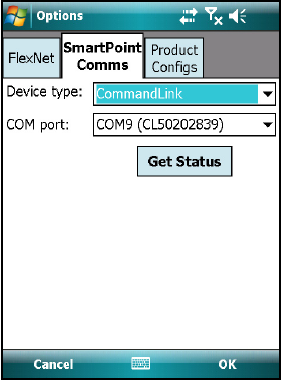 Options
FlexNet
SmartPoint
Comms
Product
Configs
Device type: CommandLink
COM port: COM9 (CL50202839)
Get Status
Cancel OK